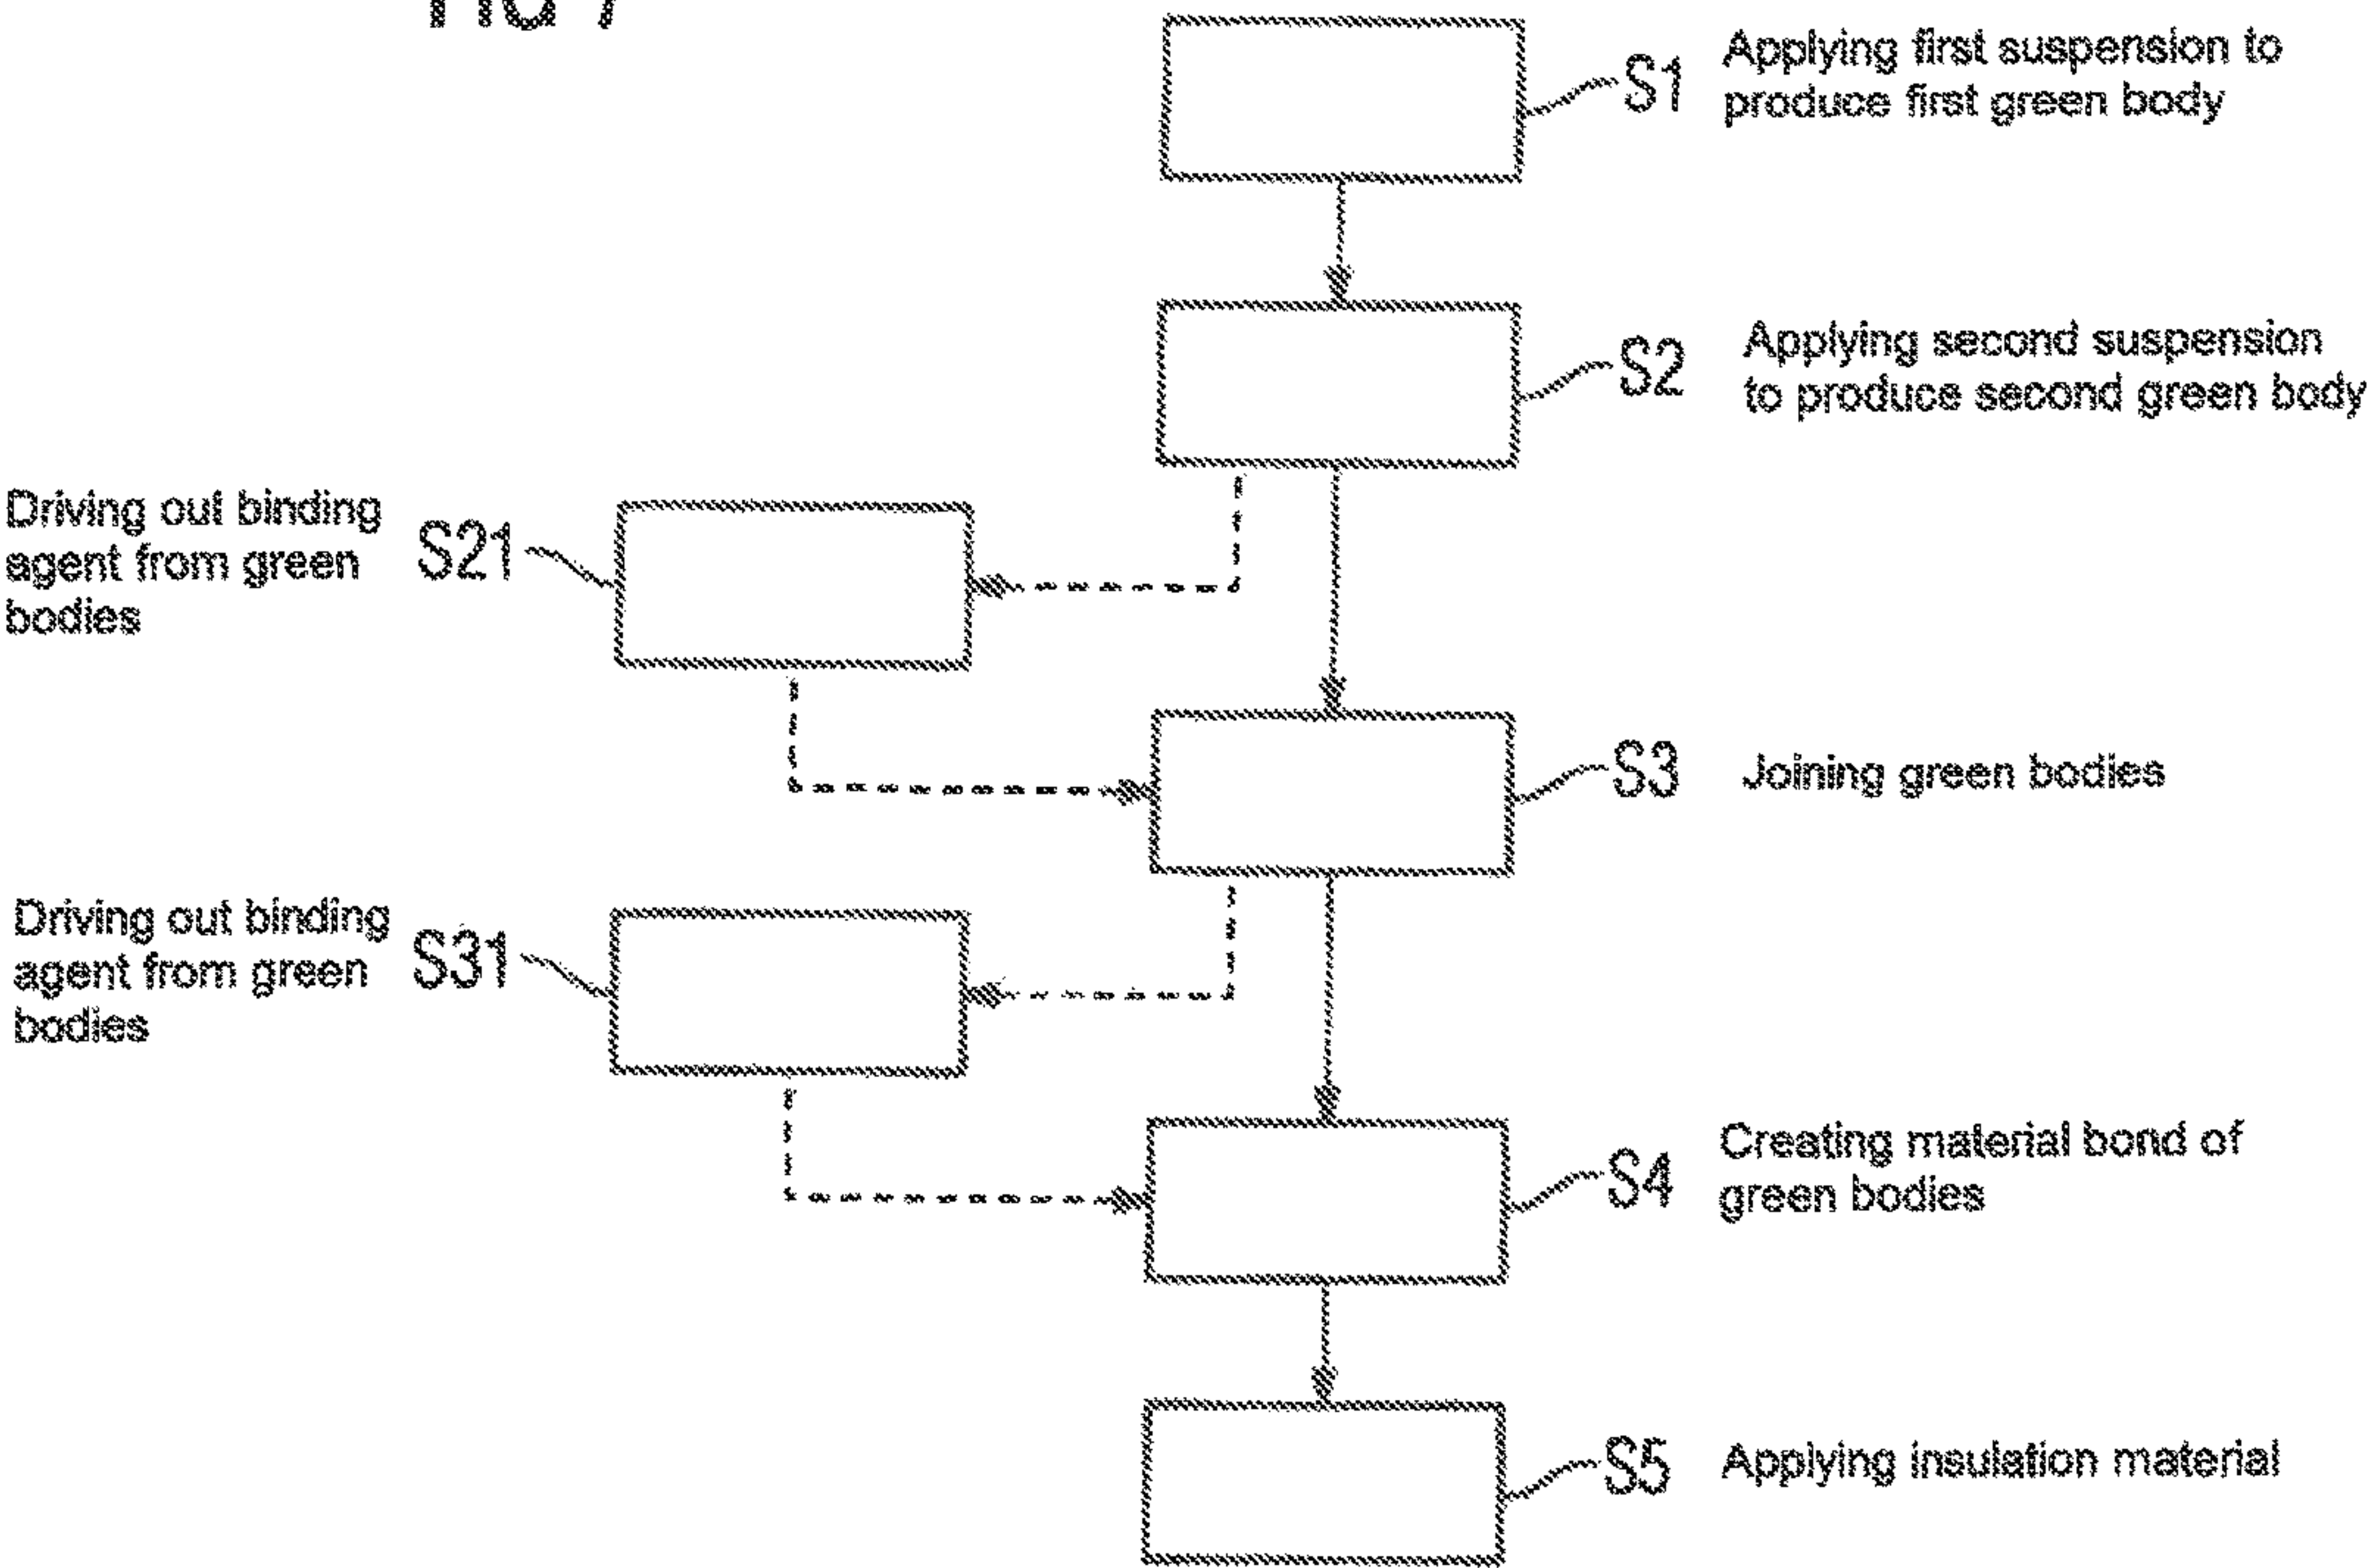 FIG 7
S1 Applying first suspension to
produce first green body
S2 Applying second suspension
to produce second green body
Driving out binding
agent from green
bodies
S21
S3 Joining green bodies
Driving out binding
agent from green
bodies
S31
S4 Creating material bond of
green bodies
S5 Applying insulation material